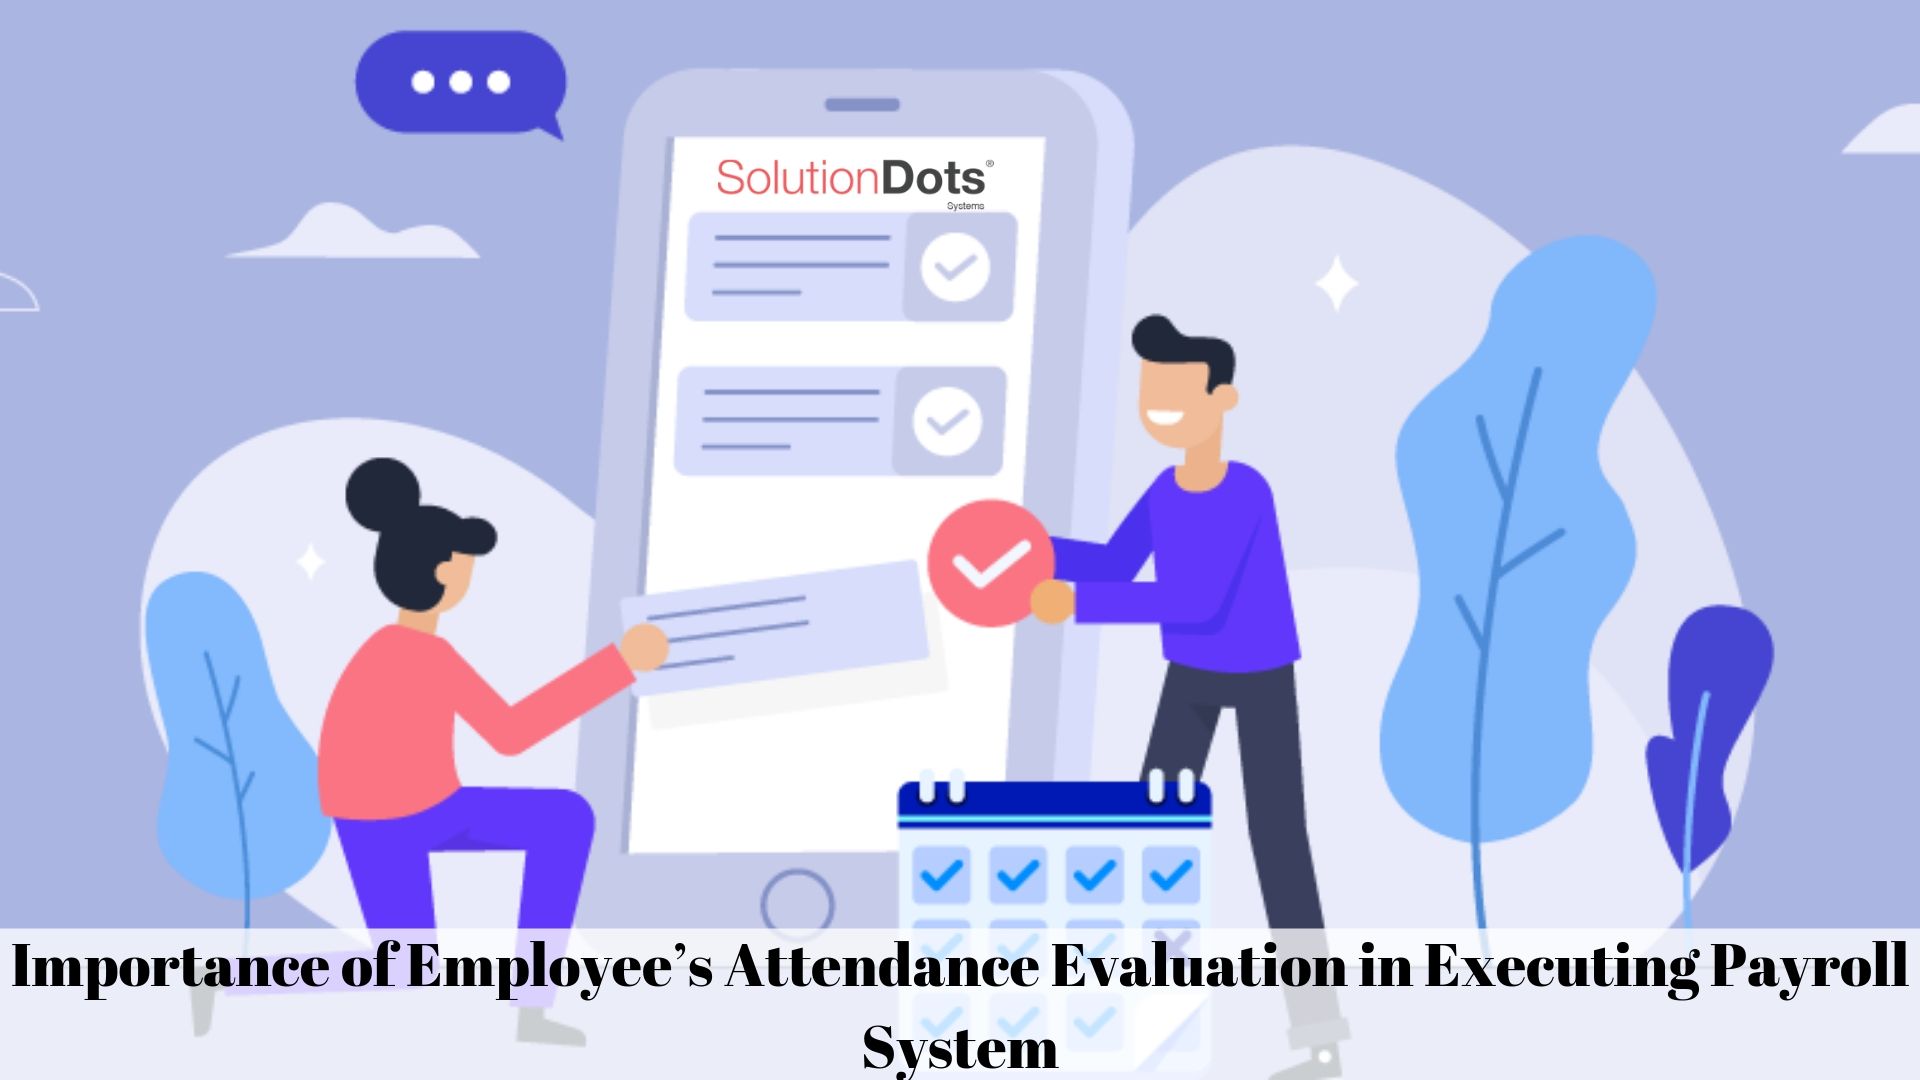 SolutionDots®
Systems
Importance of Employee’s Attendance Evaluation in Executing Payroll
System